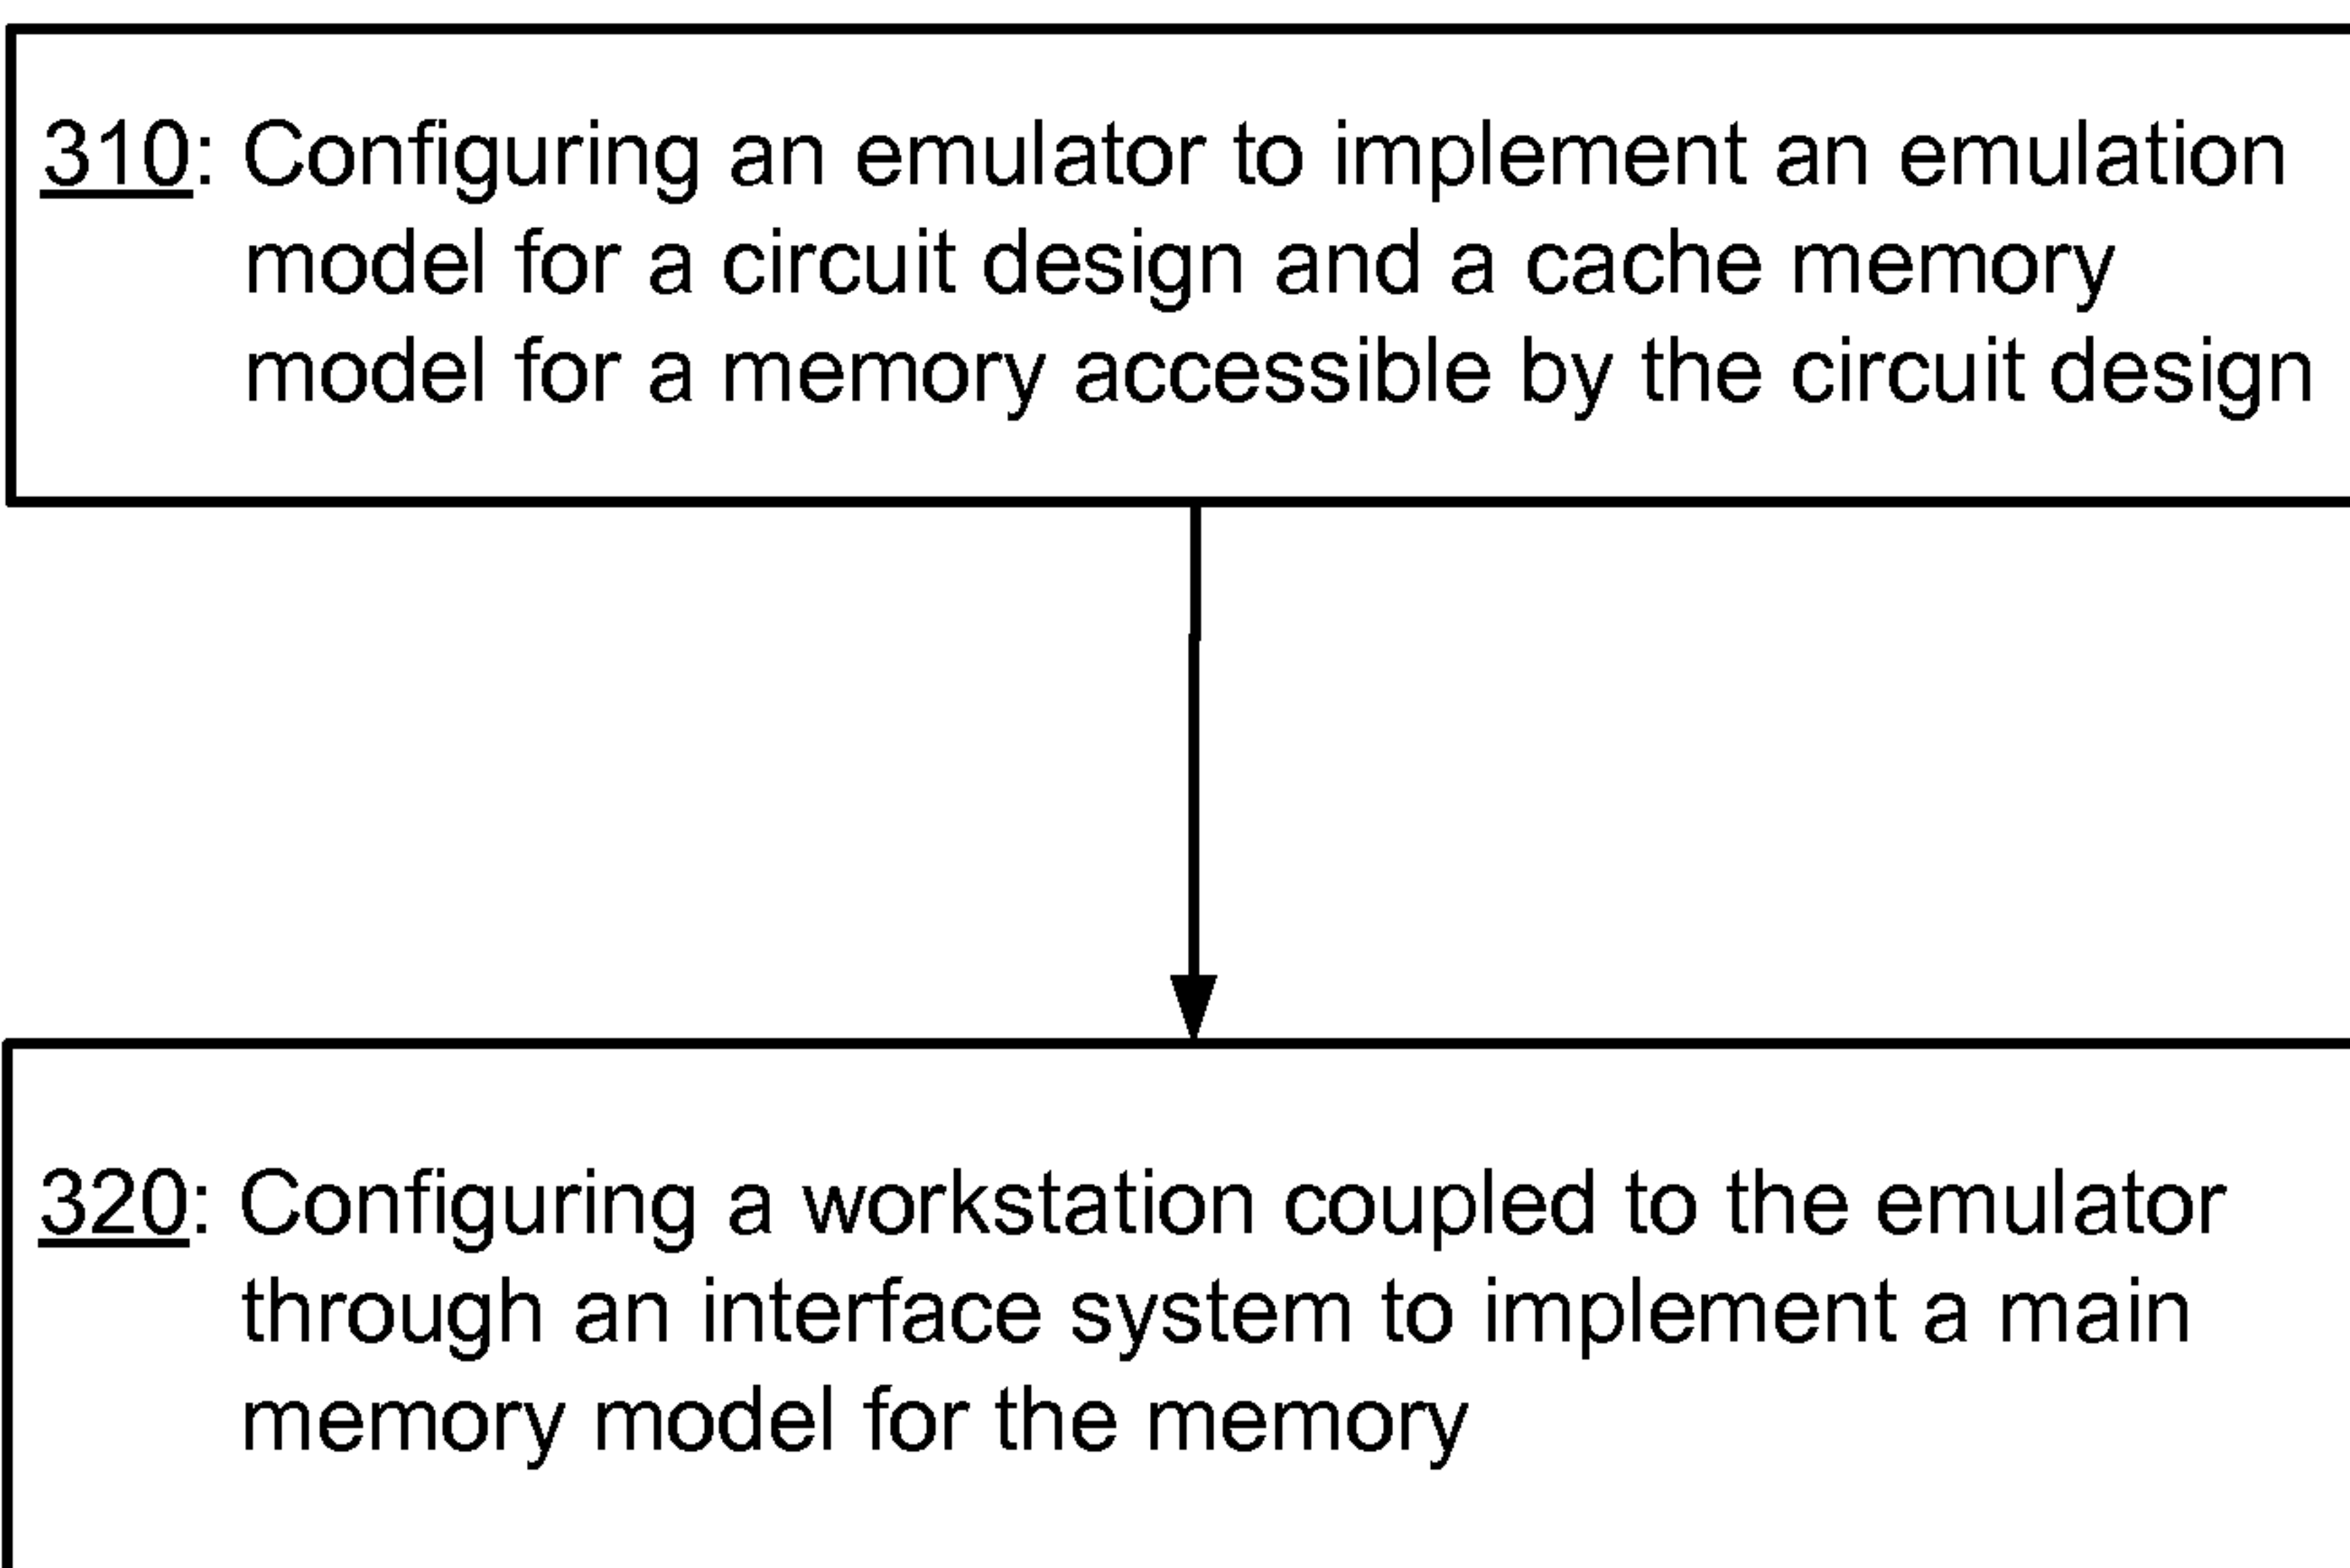 310: Configuring an emulator to implement an emulation
model for a circuit design and a cache memory
model for a memory accessible by the circuit design
320: Configuring a workstation coupled to the emulator
through an interface system to implement a main
memory model for the memory